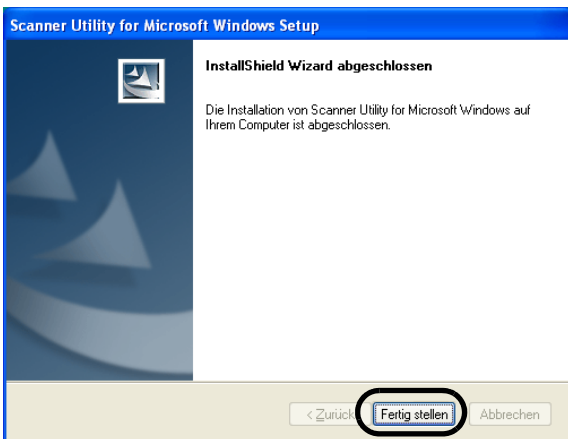 Scanner Utility for Microsoft Windows Setup
InstallShield Wizard abgeschlossen
Die Installation von Scanner Utility for Microsoft Windows auf
Ihrem Computer ist abgeschlossen.
< Zurück
Fertig stellen
Abbrechen